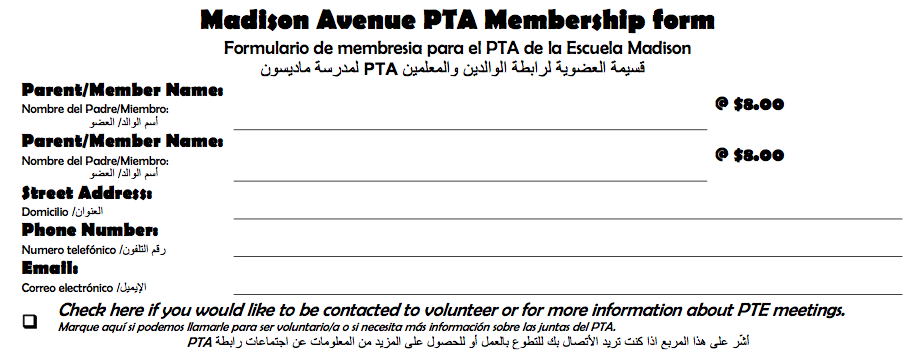 Madison Avenue PTA Membership form
Formulario de membresia para el PTA de la Escuela Madison
قسيمة العضوية لرابطة الوالدين والمعلمين PTA لمدرسة ماديسون
Parent/Member Name:
@ $8.00
Nombre del Padre/Miembro:
أسم الوالد/ العضو
Parent/Member Name:
@ $8.00
Nombre del Padre/Miembro:
أسم الوالد/ العضو
Street Address:
Domicilio /العنوان
Phone Number:
Numero telefónico /رقم التلفون
Email:
Correo electrónico /الإيميل
Check here if you would like to be contacted to volunteer or for more information about PTE meetings.
Marque aquí si podemos llamarle para ser voluntario/a o si necesita más información sobre las juntas del PTA.
أشّر على هذا المربع اذا كنت تريد الأتصال بك للتطوع بالعمل أو للحصول على المزيد من المعلومات عن اجتماعات رابطة PTA